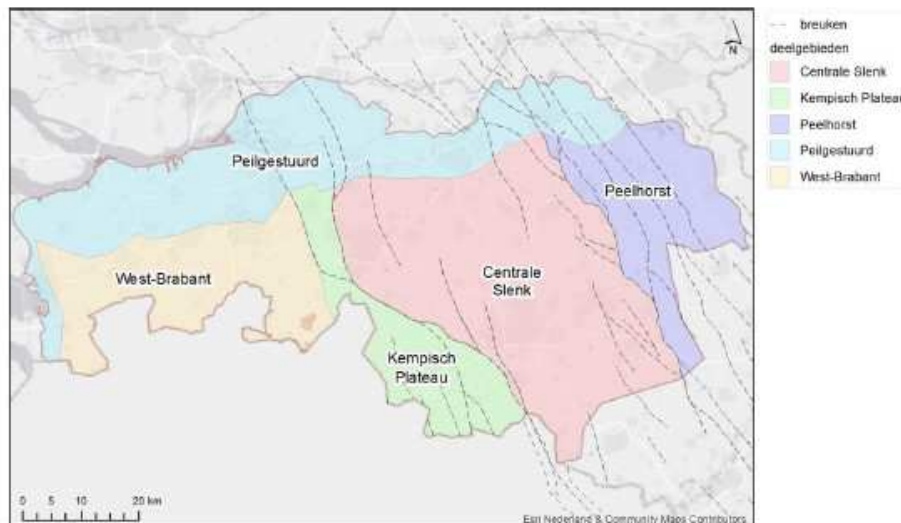 breuken
deelgebieden
Centrale Slenk
Kempisch Plateau
Peelhorst
Peilgestuurd
West-Brabant
N
Peilgestuurd
Peelhorst
West-Brabant
Centrale
Slenk
Kempisch
Plateau
0 5 10 20 km
Esri Nederland & Community Maps Contributors